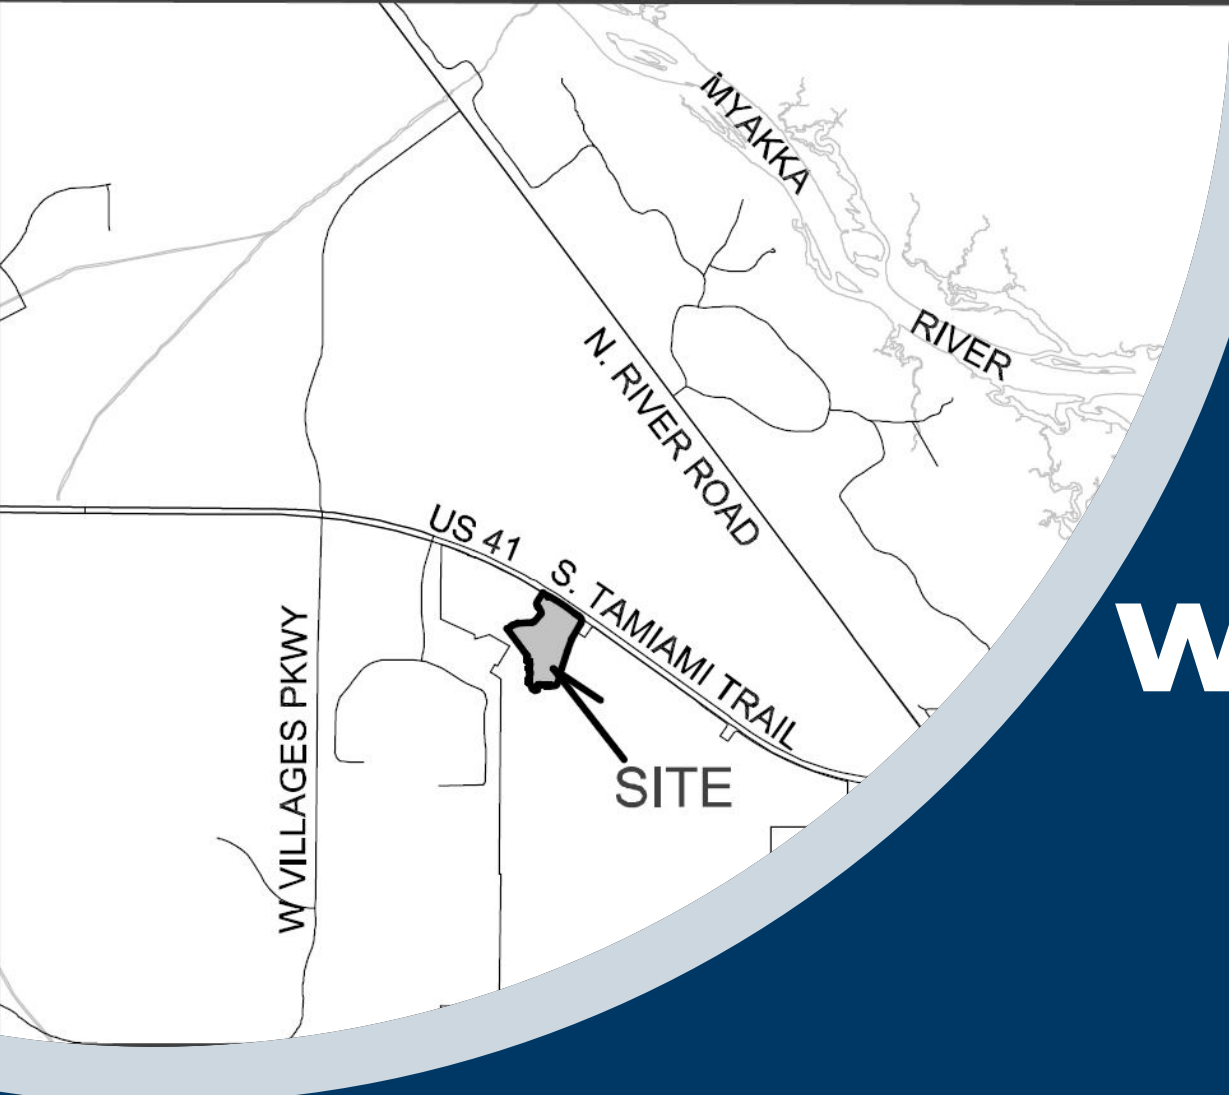 MYAKKA
RIVER
N. RIVER ROAD
US 41
S. TAMIAMI TRAIL
W VILLAGES PKWY
SITE
W